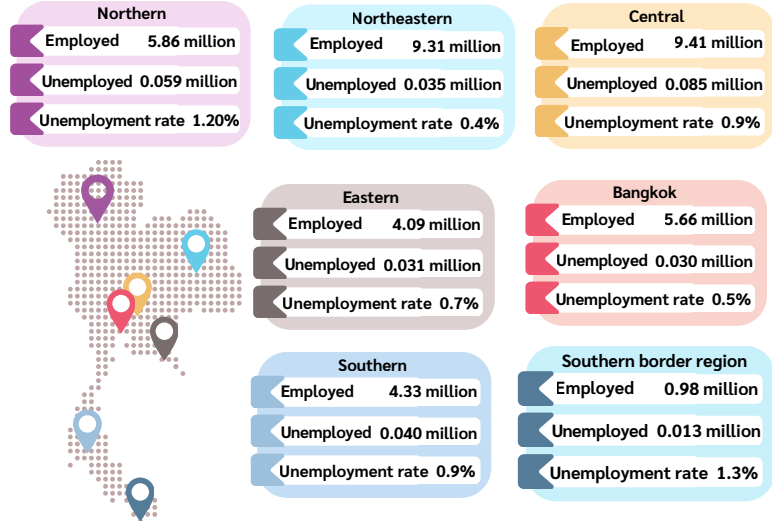 Northern
Employed 5.86 million
Unemployed 0.059 million
Unemployment rate 1.20%
Northeastern
Employed 9.31 million
Unemployed 0.035 million
Unemployment rate 0.4%
Central
Employed 9.41 million
Unemployed 0.085 million
Unemployment rate 0.9%
Eastern
Employed 4.09 million
Unemployed 0.031 million
Unemployment rate 0.7%
Bangkok
Employed 5.66 million
Unemployed 0.030 million
Unemployment rate 0.5%
Southern
Employed 4.33 million
Unemployed 0.040 million
Unemployment rate 0.9%
Southern border region
Employed 0.98 million
Unemployed 0.013 million
Unemployment rate 1.3%